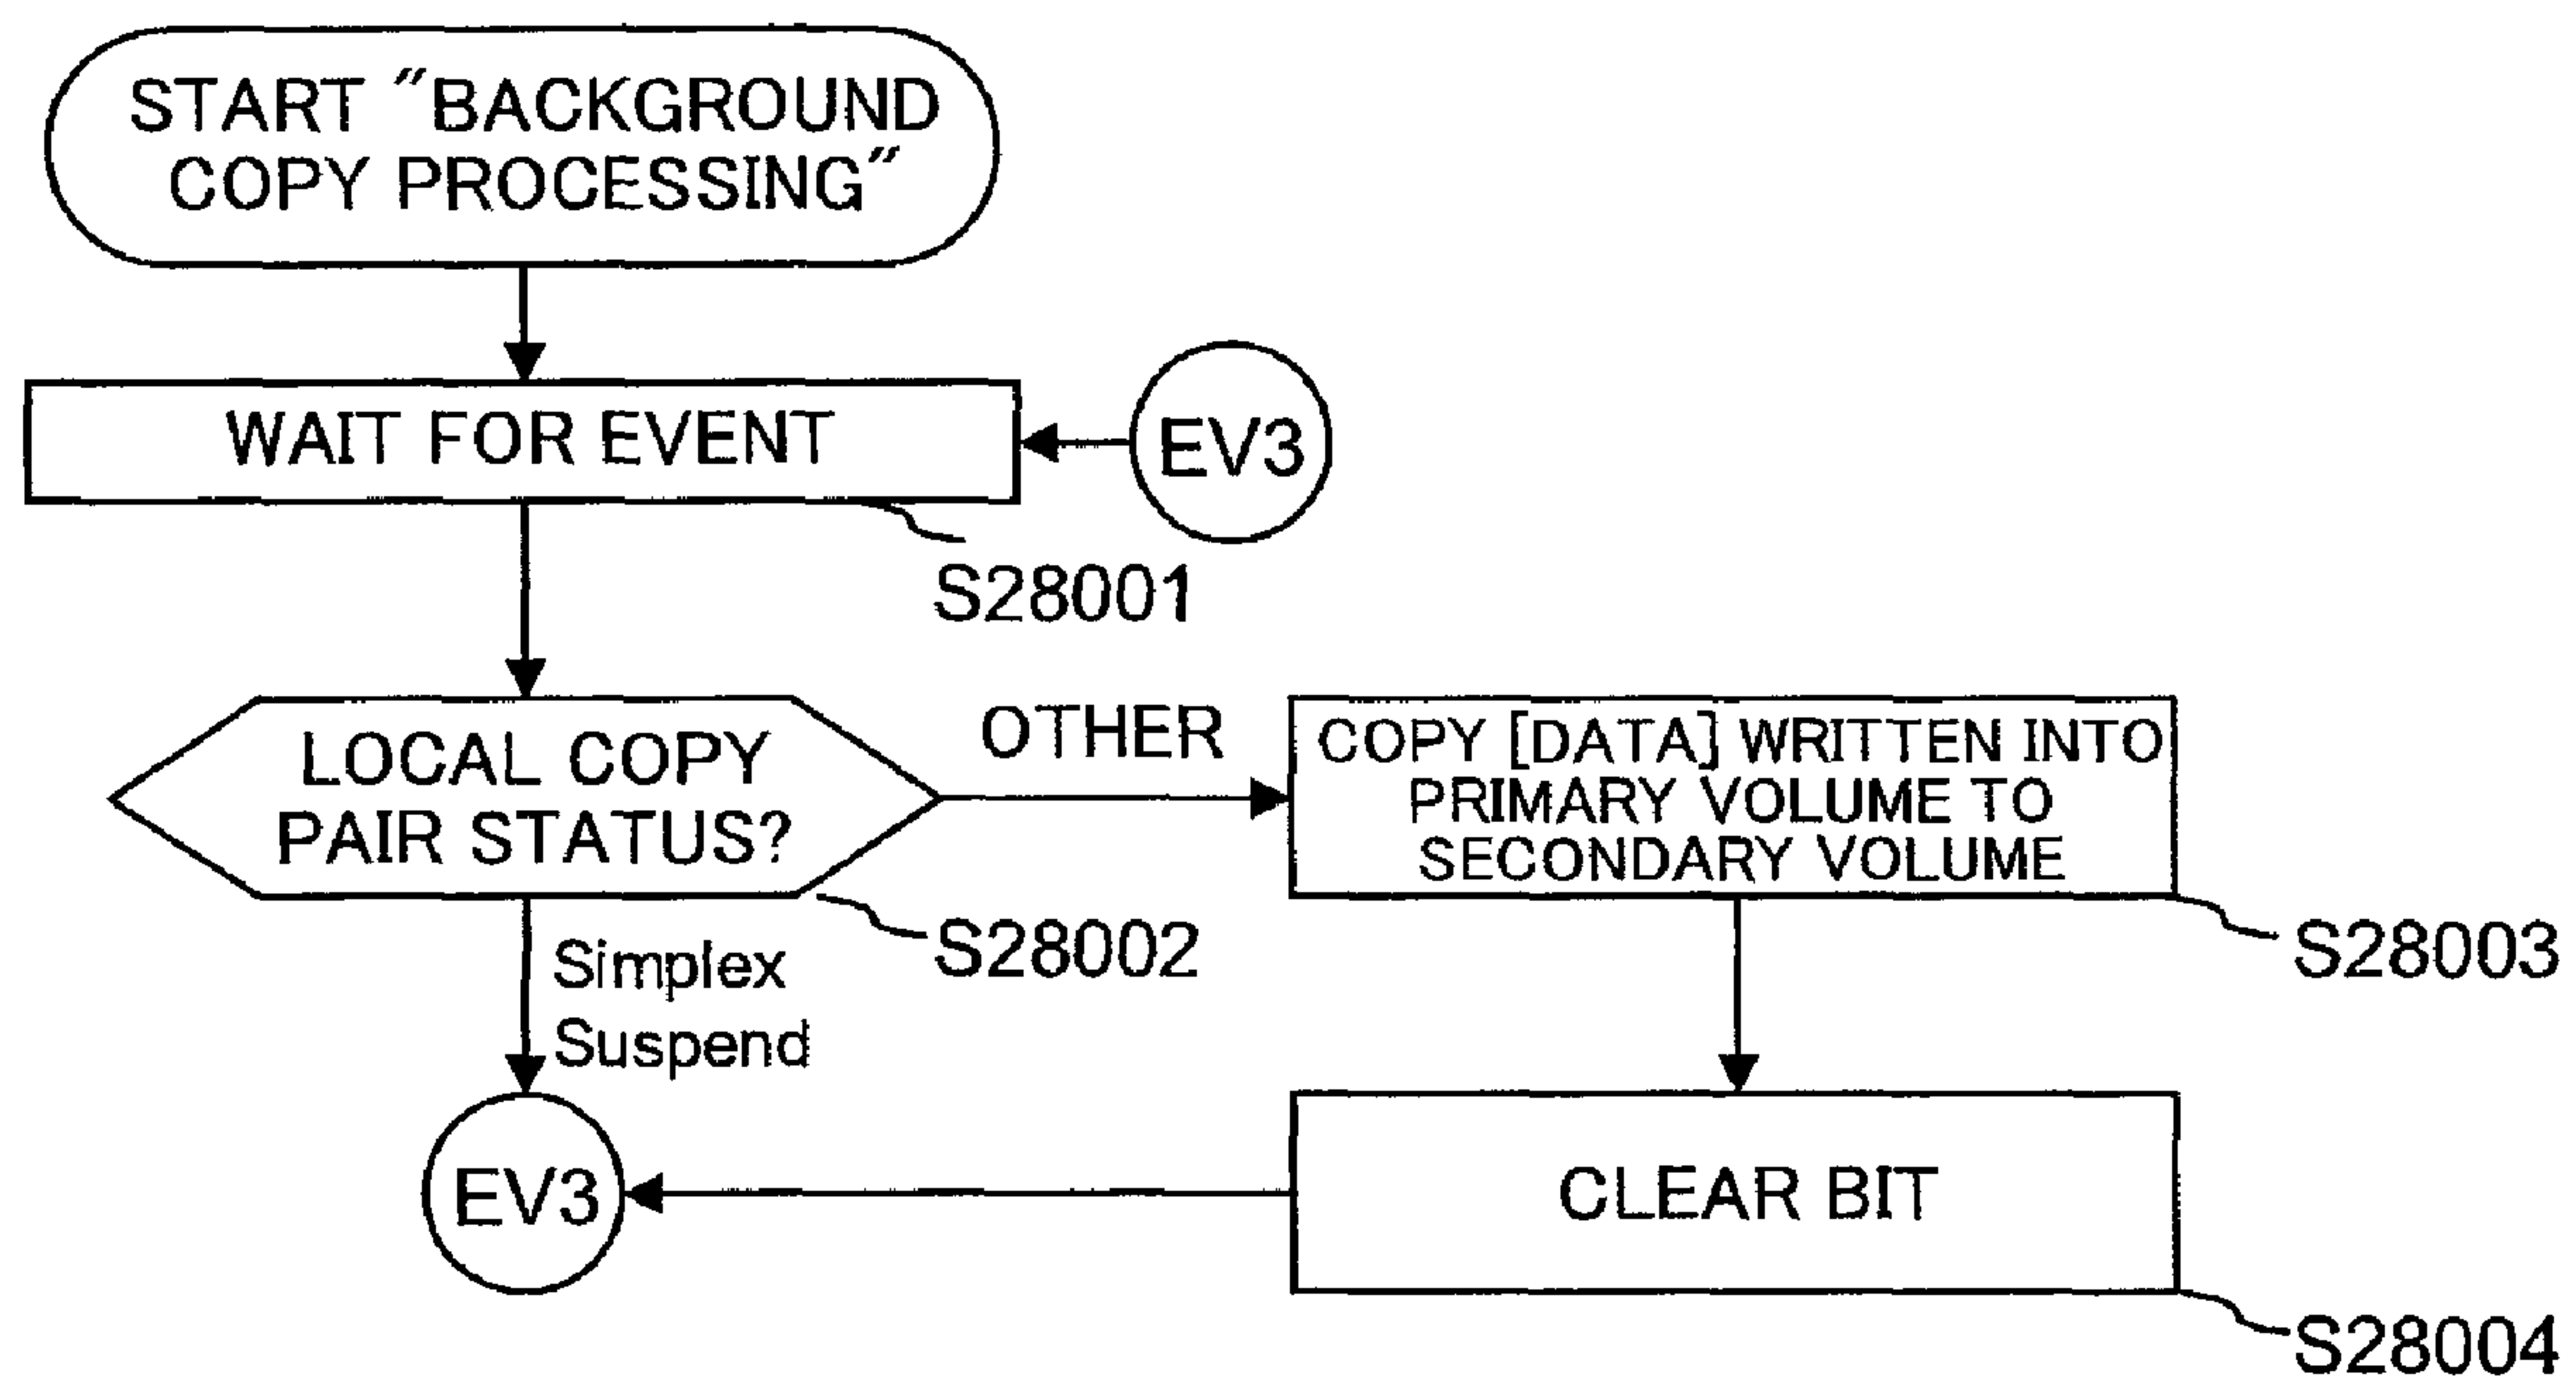 START "BACKGROUND
COPY PROCESSING"
WAIT FOR EVENT
EV3
S28001
LOCAL COPY
PAIR STATUS?
OTHER
COPY [DATA] WRITTEN INTO
PRIMARY VOLUME TO
SECONDARY VOLUME
S28002
S28003
Simplex
Suspend
EV3
CLEAR BIT
S28004